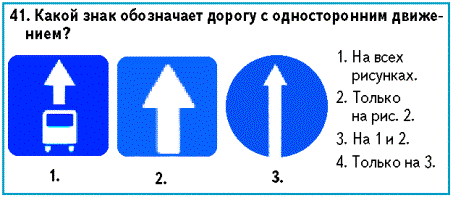 41. Какой знак обозначает дорогу с односторонним движе-
нием?
1. На всех
рисунках.
2. Только
на рис. 2.
3. На 1 и 2.
4. Только на 3.
1.
2.
3.